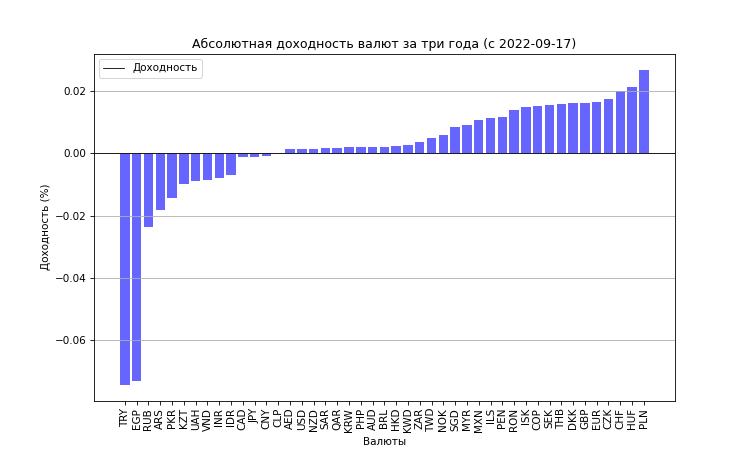 Абсолютная доходность валют за три года (с 2022-09-17)
Доходность
0.02
0.00
−0.02
−0.04
−0.06
Доходность (%)
TRY EGP RUB ARS PKR KZT UAH VND INR IDR CAD JPY CNY CLP AED USD NZD SAR QAR KRW PHP AUD BRL HKD KWD ZAR TWD NOK SGD MYR MXN ILS PEN RON ISK COP SEK THB DKK GBP EUR CZK CHF HUF PLN
Валюты